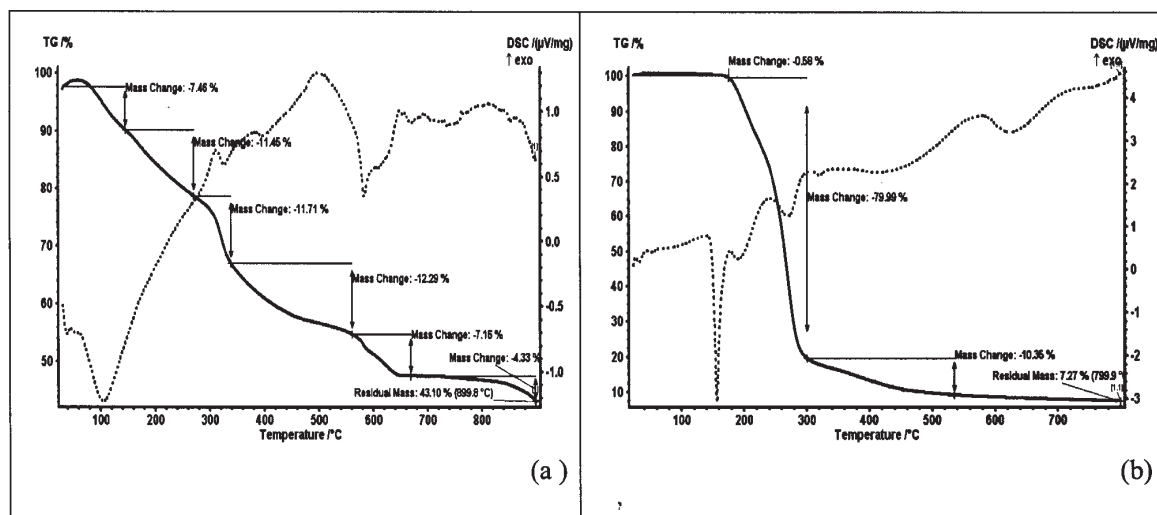 TG /%
DSC /(μV/mg)
↑ exo
100
90
80
70
60
50
Mass Change: -7.46 %
Mass Change: -11.45 %
Mass Change: -11.71 %
Mass Change: -12.29 %
Mass Change: -7.16 %
Mass Change: -4.33 %
Residual Mass: 43.10 % (899.8 °C)
1.0
0.5
0.0
-0.5
-1.0
100 200 300 400 500 600 700 800
Temperature /°C
(a )
TG /%
DSC /(μV/mg)
↑ exo
100
90
80
70
60
50
40
30
20
10
Mass Change: -0.58 %
Mass Change: -79.99 %
Mass Change: -10.35 %
Residual Mass: 7.27 % (799.9 °
[1.1]
4
3
2
1
0
-1
-2
-3
100 200 300 400 500 600 700
Temperature /°C
(b)